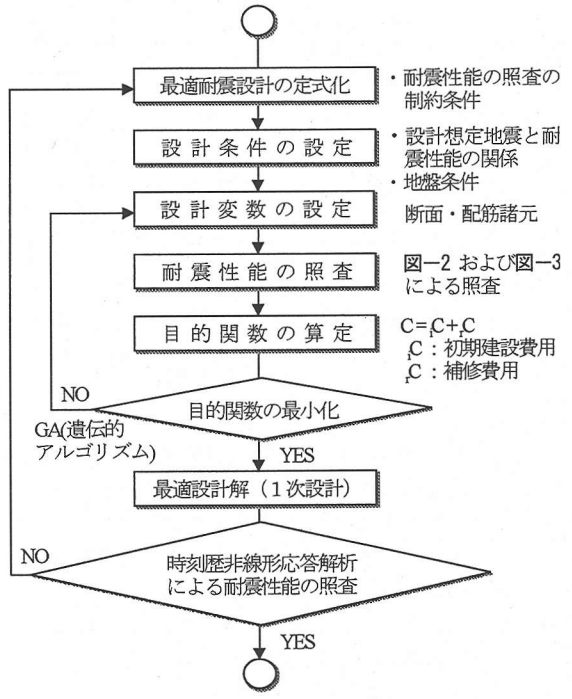 最適耐震設計の定式化
・耐震性能の照査の
制約条件
設計条件の設定
・設計想定地震と耐
震性能の関係
・地盤条件
設計変数の設定
断面・配筋諸元
耐震性能の照査
図－2 および図－3
による照査
目的関数の算定
C=iC+rC
iC：初期建設費用
rC：補修費用
NO
目的関数の最小化
GA(遺伝的
アルゴリズム)
YES
最適設計解（1次設計）
NO
時刻歴非線形応答解析
による耐震性能の照査
YES